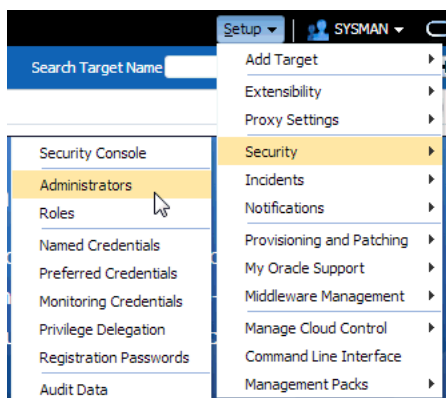 Setup
SYSMAN
Search Target Name
Add Target
Extensibility
Proxy Settings
Security
Incidents
Notifications
Provisioning and Patching
My Oracle Support
Middleware Management
Manage Cloud Control
Command Line Interface
Management Packs
Security Console
Administrators
Roles
Named Credentials
Preferred Credentials
Monitoring Credentials
Privilege Delegation
Registration Passwords
Audit Data